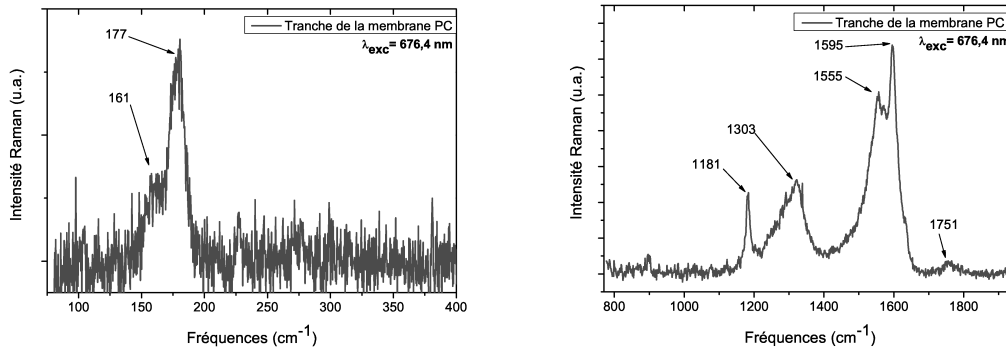 Tranche de la membrane PC
λexc= 676,4 nm
177
161
Intensité Raman (u.a.)
100 150 200 250 300 350 400
Fréquences (cm-1)
Tranche de la membrane PC
λexc= 676,4 nm
1595
1555
1303
1181
1751
Intensité Raman (u.a.)
800 1000 1200 1400 1600 1800
Fréquences (cm-1)